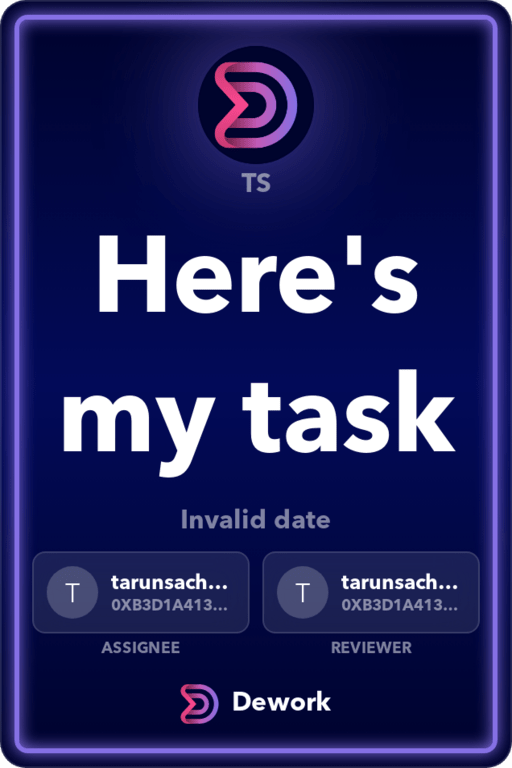 TS
Here's
my task
Invalid date
T tarunsach... T tarunsach...
0XB3D1A413... 0XB3D1A413...
ASSIGNEE REVIEWER
Dework